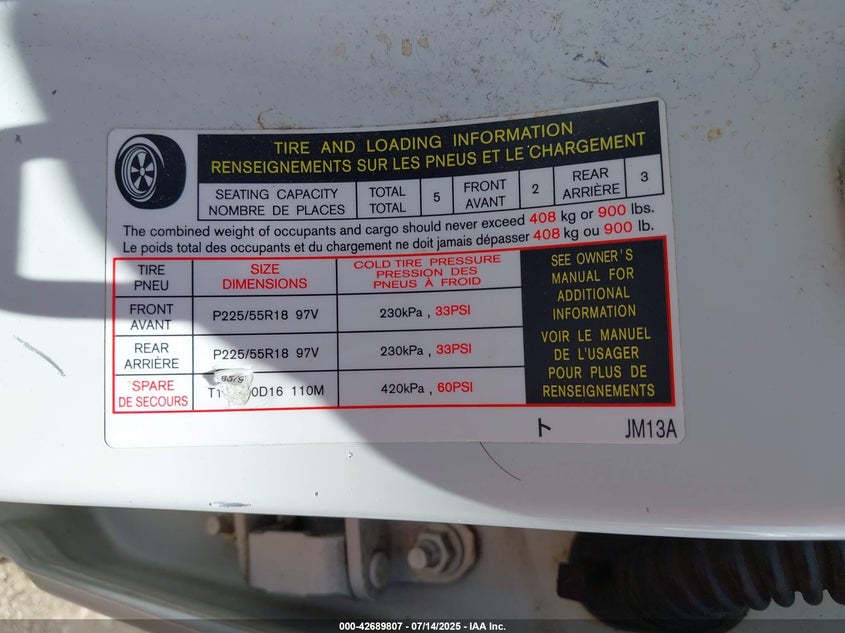 TIRE AND LOADING INFORMATION
RENSEIGNEMENTS SUR LES PNEUS ET LE CHARGEMENT
SEATING CAPACITY TOTAL 5 FRONT 2 REAR 3
NOMBRE DE PLACES TOTAL AVANT ARRIÈRE
The combined weight of occupants and cargo should never exceed 408 kg or 900 lbs.
Le poids total des occupants et du chargement ne doit jamais dépasser 408 kg ou 900 lb.
TIRE SIZE COLD TIRE PRESSURE
PNEU DIMENSIONS PRESSION DES
PNEUS À FROID
FRONT P225/55R18 97V 230kPa , 33PSI
AVANT
REAR P225/55R18 97V 230kPa , 33PSI
ARRIÈRE
SPARE 0D16 110M 420kPa , 60PSI
DE SECOURS
SEE OWNER'S
MANUAL FOR
ADDITIONAL
INFORMATION
VOIR LE MANUEL
DE L'USAGER
POUR PLUS DE
RENSEIGNEMENTS
ト JM13A
000-42689807 - 07/14/2025 - IAA Inc.